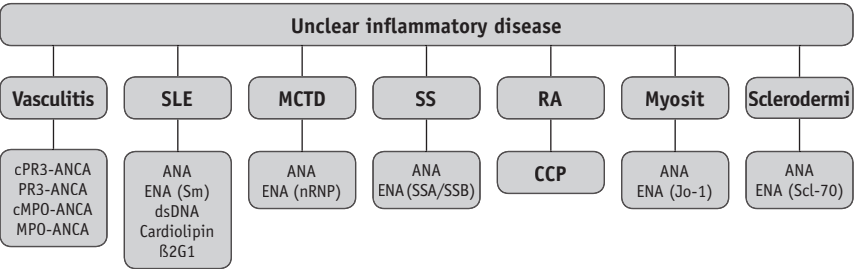 Unclear inflammatory disease
Vasculitis
SLE
MCTD
SS
RA
Myosit
Sclerodermi
cPR3-ANCA
PR3-ANCA
cMPO-ANCA
MPO-ANCA
ANA
ENA (Sm)
dsDNA
Cardiolipin
ß2G1
ANA
ENA (nRNP)
ANA
ENA (SSA/SSB)
CCP
ANA
ENA (Jo-1)
ANA
ENA (Scl-70)